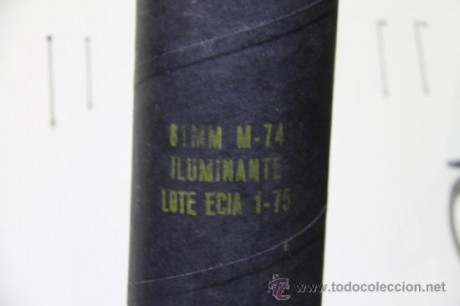 81MM M-74
ILUMINANTE
LOTE ECIA 1-75
www.todocoleccion.net